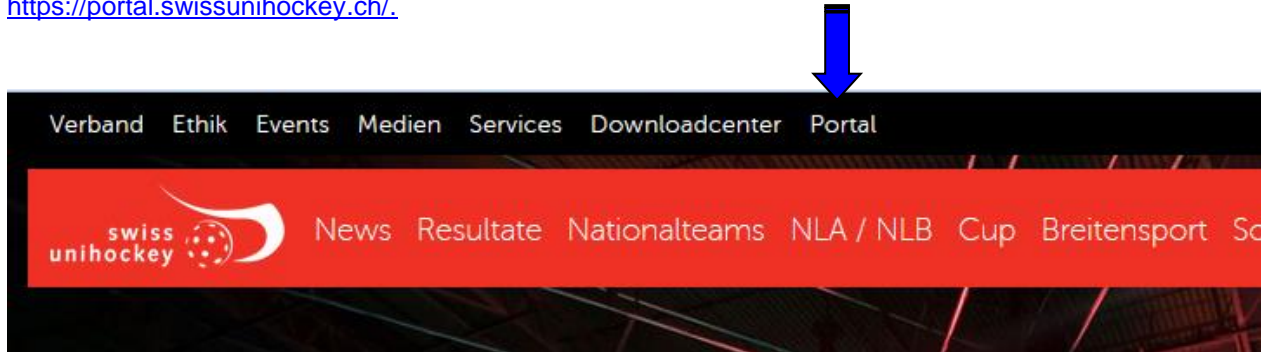 https://portal.swissunihockey.ch/.
Verband Ethik Events Medien Services Downloadcenter Portal
swiss
unihockey
News Resultate Nationalteams NLA / NLB Cup Breitensport